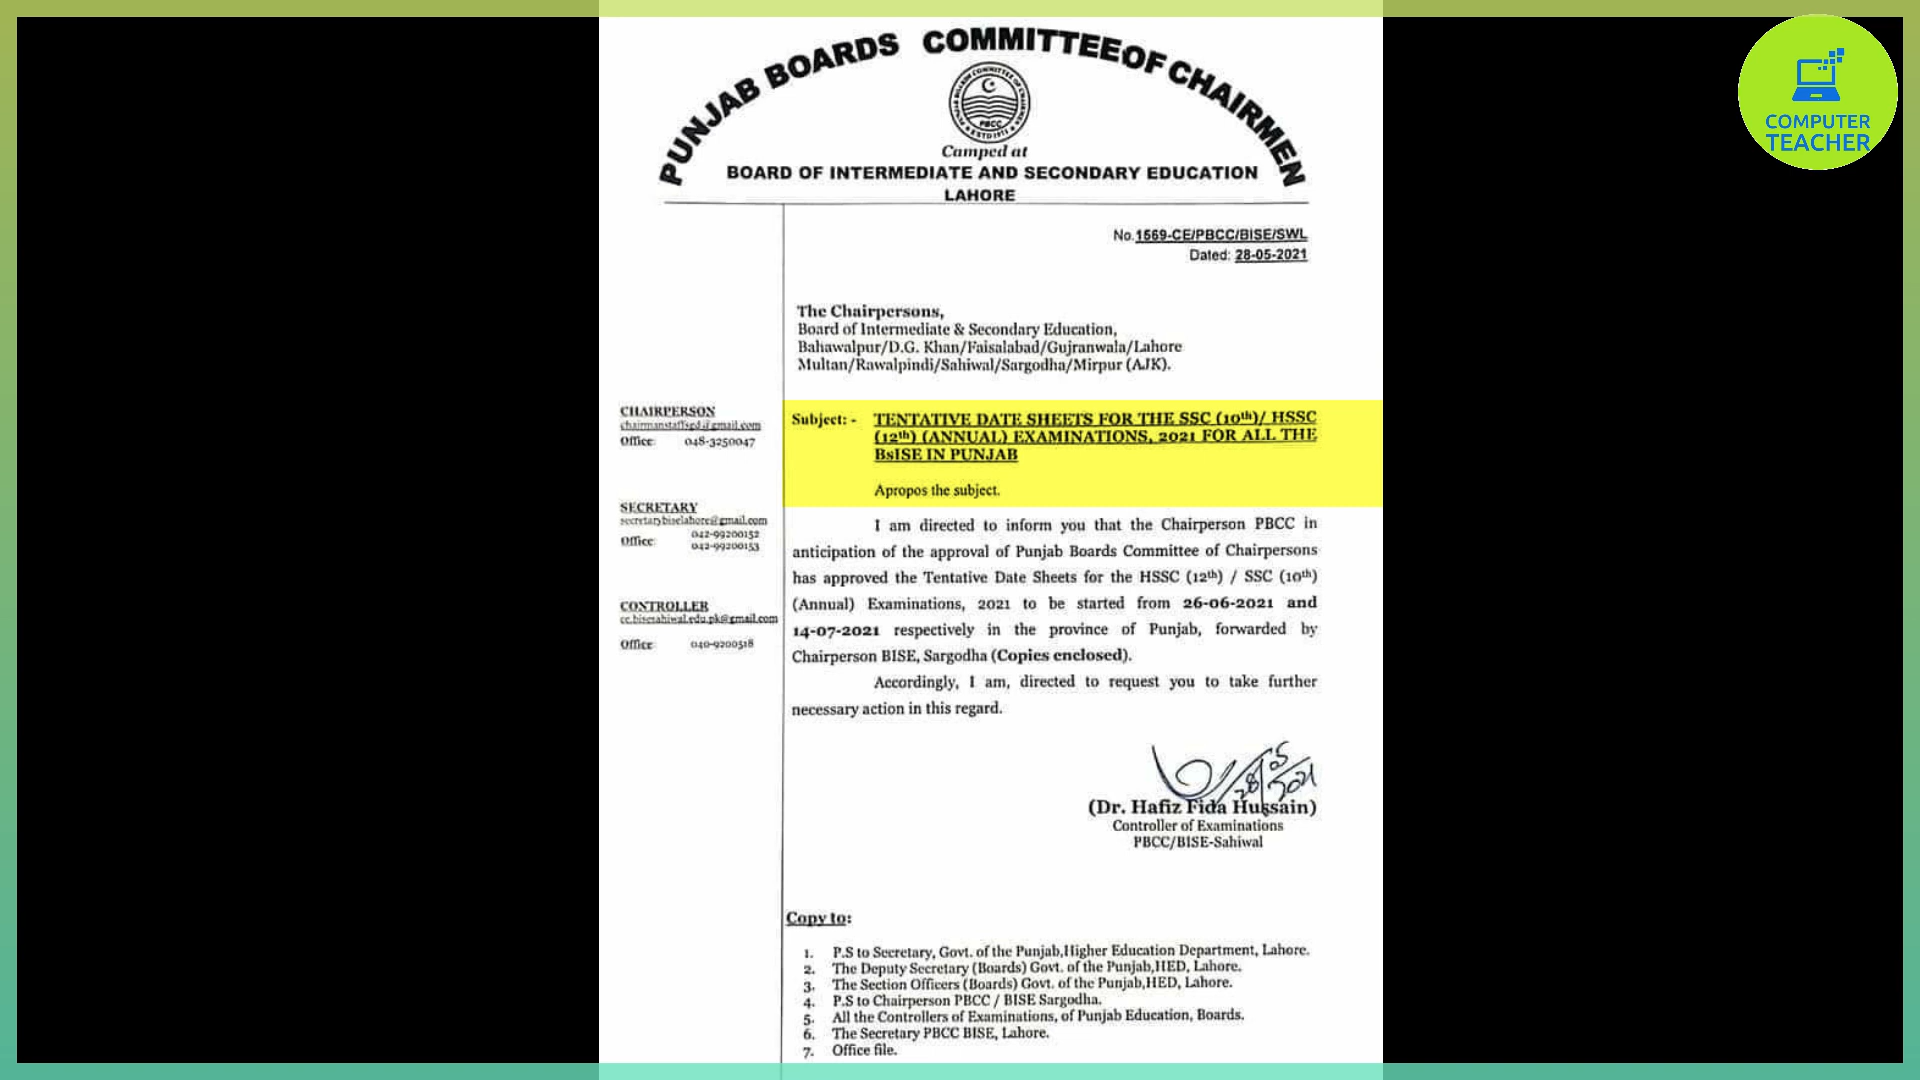 PUNJAB BOARDS COMMITTEE OF CHAIRMEN
PBCC
Camped at
BOARD OF INTERMEDIATE AND SECONDARY EDUCATION
LAHORE
COMPUTER
TEACHER
No.1569-CE/PBCC/BISE/SWL
Dated: 28-05-2021
The Chairpersons,
Board of Intermediate & Secondary Education,
Bahawalpur/D.G. Khan/Faisalabad/Gujranwala/Lahore
Multan/Rawalpindi/Sahiwal/Sargodha/Mirpur (AJK).
CHAIRPERSON
Office: 048-3250047
SECRETARY
secretarybiselahore@gmail.com
042-99200152
Office:
042-99200153
CONTROLLER
ce.bisesahiwal.edu.pk@gmail.com
Office: 040-9200518
Subject: - TENTATIVE DATE SHEETS FOR THE SSC (10th)/ HSSC
(12th) (ANNUAL) EXAMINATIONS, 2021 FOR ALL THE
BsISE IN PUNJAB
Apropos the subject.
I am directed to inform you that the Chairperson PBCC in
anticipation of the approval of Punjab Boards Committee of Chairpersons
has approved the Tentative Date Sheets for the HSSC (12th) / SSC (10th)
(Annual) Examinations, 2021 to be started from 26-06-2021 and
14-07-2021 respectively in the province of Punjab, forwarded by
Chairperson BISE, Sargodha (Copies enclosed).
Accordingly, I am, directed to request you to take further
necessary action in this regard.
(Dr. Hafiz Fida Hussain)
Controller of Examinations
PBCC/BISE-Sahiwal
Copy to:
1. P.S to Secretary, Govt. of the Punjab,Higher Education Department, Lahore.
2. The Deputy Secretary (Boards) Govt. of the Punjab,HED, Lahore.
3. The Section Officers (Boards) Govt. of the Punjab,HED, Lahore.
4. P.S to Chairperson PBCC / BISE Sargodha.
5. All the Controllers of Examinations, of Punjab Education, Boards.
6. The Secretary PBCC BISE, Lahore.
7. Office file.